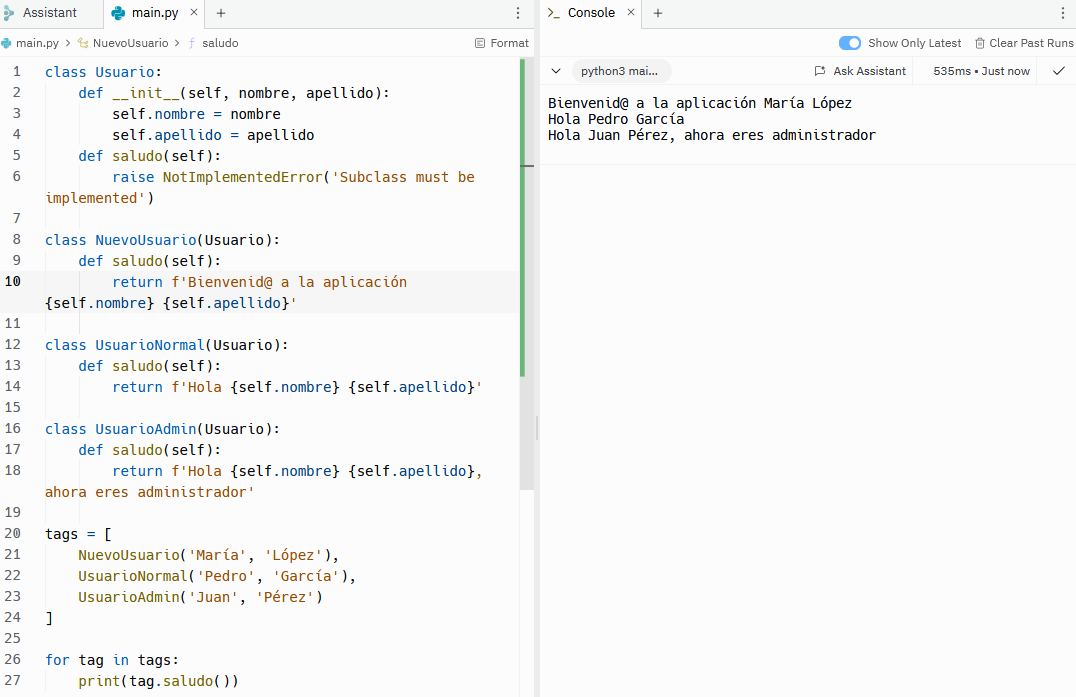 Assistant
main.py × +
main.py > NuevoUsuario > f saludo
Format
1 class Usuario:
2     def __init__(self, nombre, apellido):
3         self.nombre = nombre
4         self.apellido = apellido
5     def saludo(self):
6         raise NotImplementedError('Subclass must be
implemented')
7
8 class NuevoUsuario(Usuario):
9     def saludo(self):
10         return f'Bienvenid@ a la aplicación
{self.nombre} {self.apellido}'
11
12 class UsuarioNormal(Usuario):
13     def saludo(self):
14         return f'Hola {self.nombre} {self.apellido}'
15
16 class UsuarioAdmin(Usuario):
17     def saludo(self):
18         return f'Hola {self.nombre} {self.apellido},
ahora eres administrador'
19
20 tags = [
21     NuevoUsuario('María', 'López'),
22     UsuarioNormal('Pedro', 'García'),
23     UsuarioAdmin('Juan', 'Pérez')
24 ]
25
26 for tag in tags:
27     print(tag.saludo())
Console × +
Show Only Latest Clear Past Runs
python3 mai... Ask Assistant 535ms • Just now
Bienvenid@ a la aplicación María López
Hola Pedro García
Hola Juan Pérez, ahora eres administrador